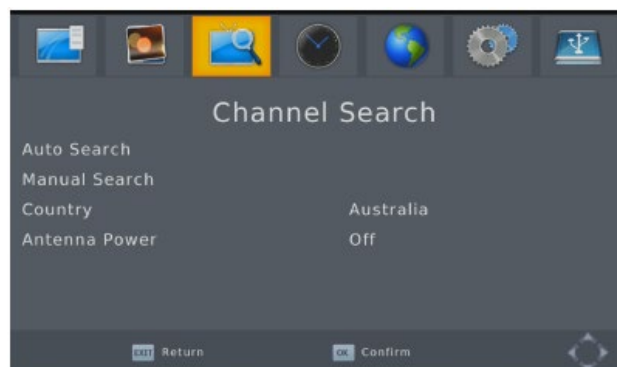 Channel Search
Auto Search
Manual Search
Country Australia
Antenna Power Off
EXIT Return OK Confirm